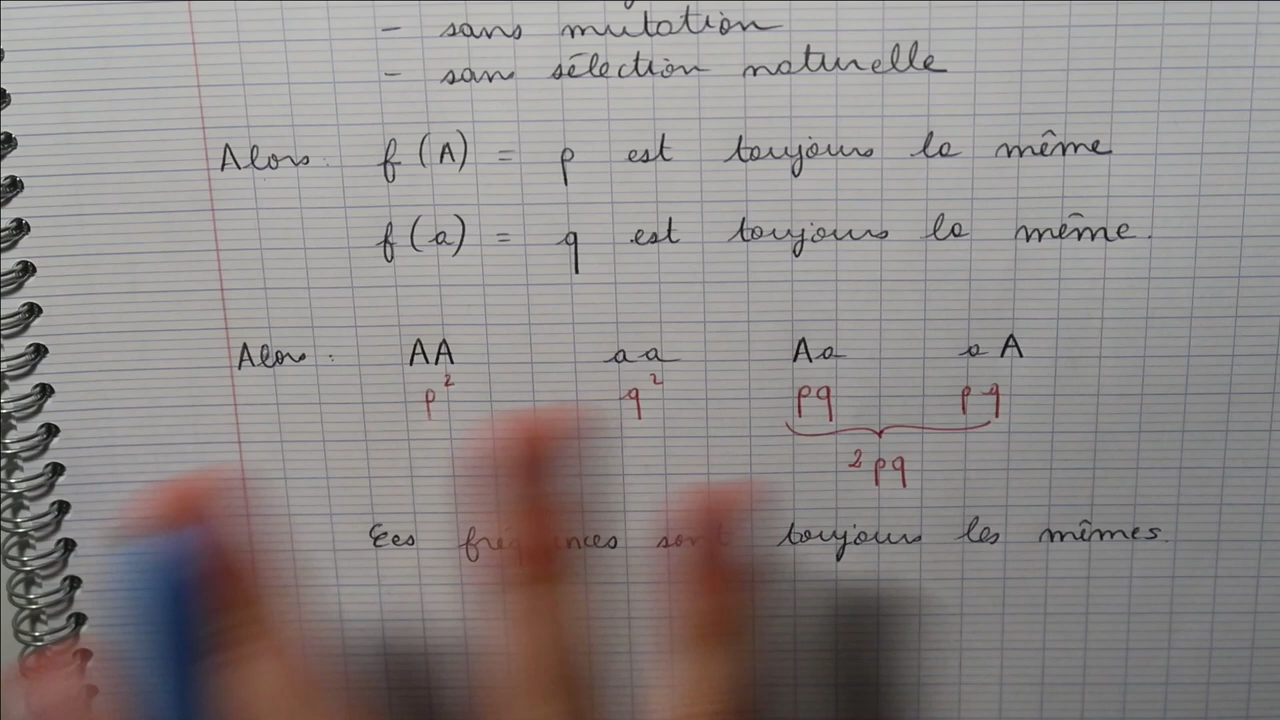 - sans mutation
- sans sélection naturelle
Alors: f(A) = p est toujours la même
f(a) = q est toujours la même.
Alors: AA aa Aa aA
p² q² pq pq
2pq
Ces fréquences sont toujours les mêmes.